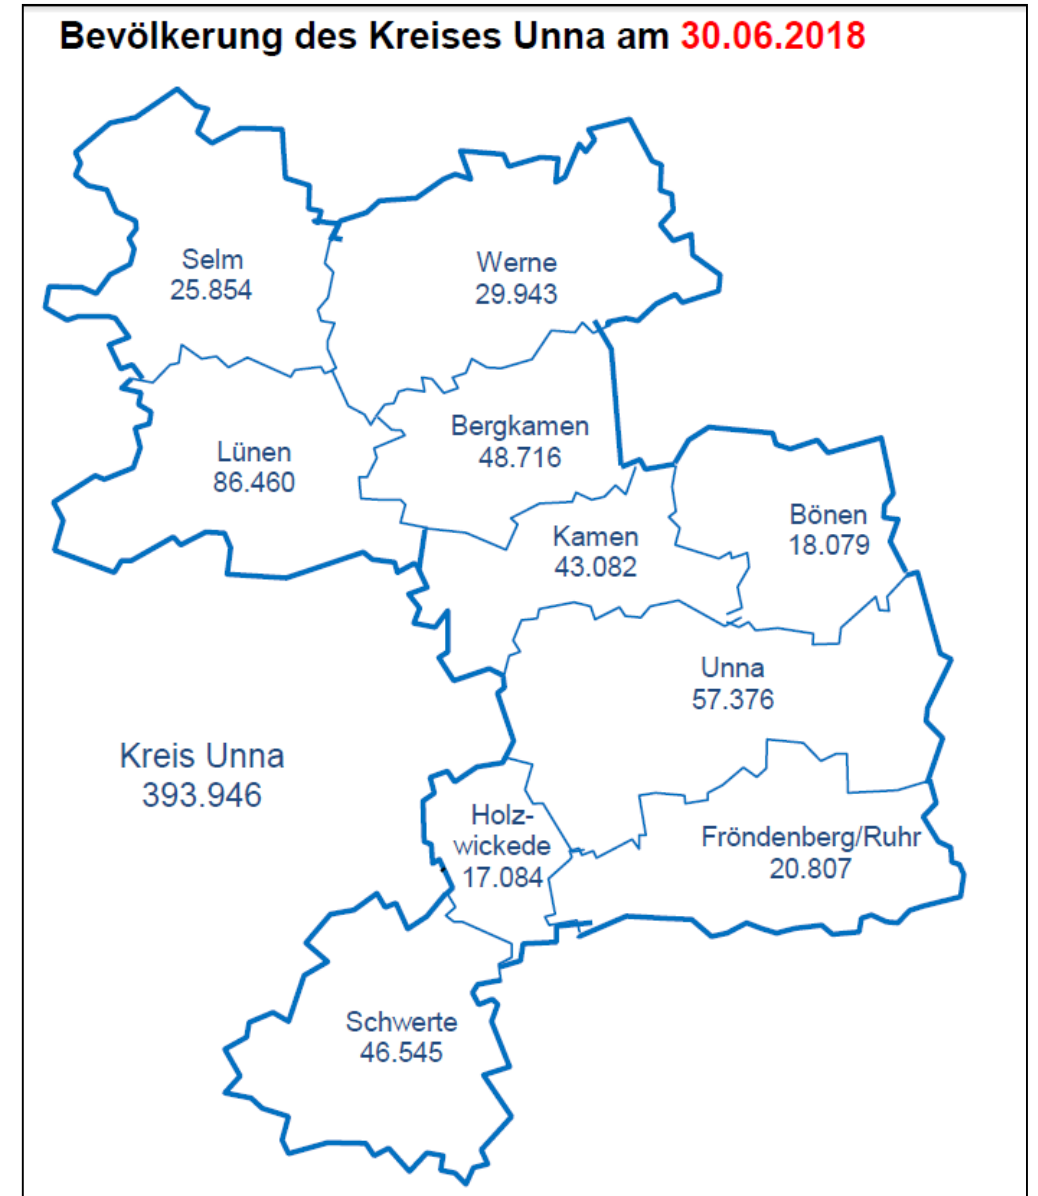 Bevölkerung des Kreises Unna am 30.06.2018
Selm
25.854
Werne
29.943
Bergkamen
48.716
Lünen
86.460
Bönen
18.079
Kamen
43.082
Unna
57.376
Kreis Unna
393.946
Holz-
wickede
17.084
Fröndenberg/Ruhr
20.807
Schwerte
46.545